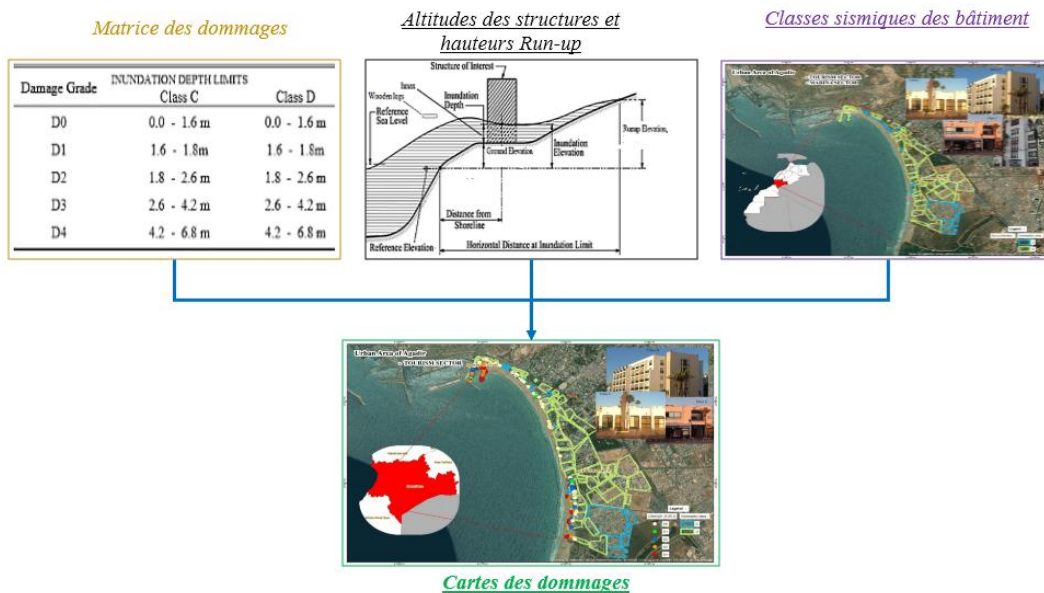 Matrice des dommages
Altitudes des structures et
hauteurs Run-up
Classes sismiques des bâtiment
Damage Grade
INUNDATION DEPTH LIMITS
Class C Class D
D0 0.0 - 1.6 m 0.0 - 1.6 m
D1 1.6 - 1.8m 1.6 - 1.8m
D2 1.8 - 2.6 m 1.8 - 2.6 m
D3 2.6 - 4.2 m 2.6 - 4.2 m
D4 4.2 - 6.8 m 4.2 - 6.8 m
Structure of Interest
Hmax
Wooden logs
Inundation
Depth
Reference
Sea Level
Ground Elevation
Inundation
Elevation
Runup Elevation
Distance from
Shoreline
Reference Elevation
Horizontal Distance at Inundation Limit
Urban Area of Agadir
TOURISM SECTOR
Legend
Urban Area of Agadir
TOURISM SECTOR
Legend
Cartes des dommages